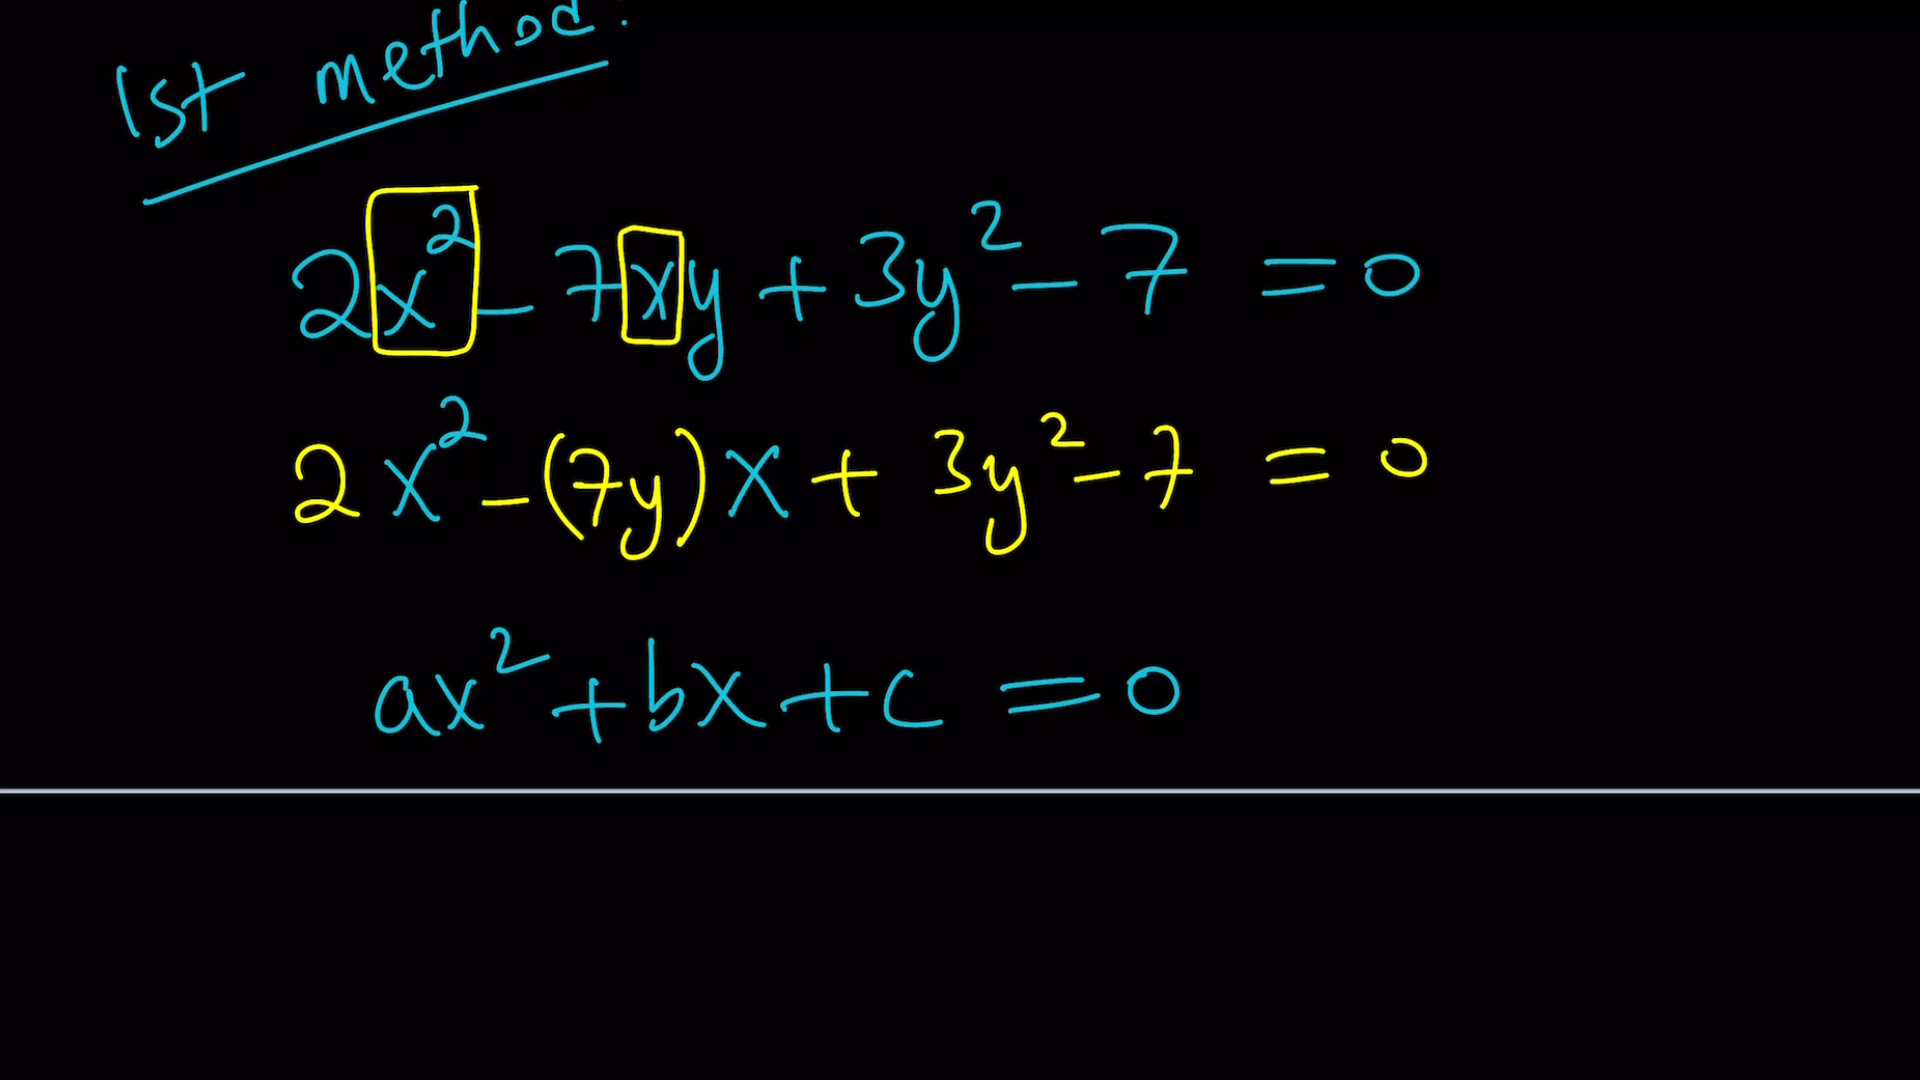 1st method:
2x² - 7xy + 3y² - 7 = 0
2x² - (7y)x + 3y² - 7 = 0
ax² + bx + c = 0